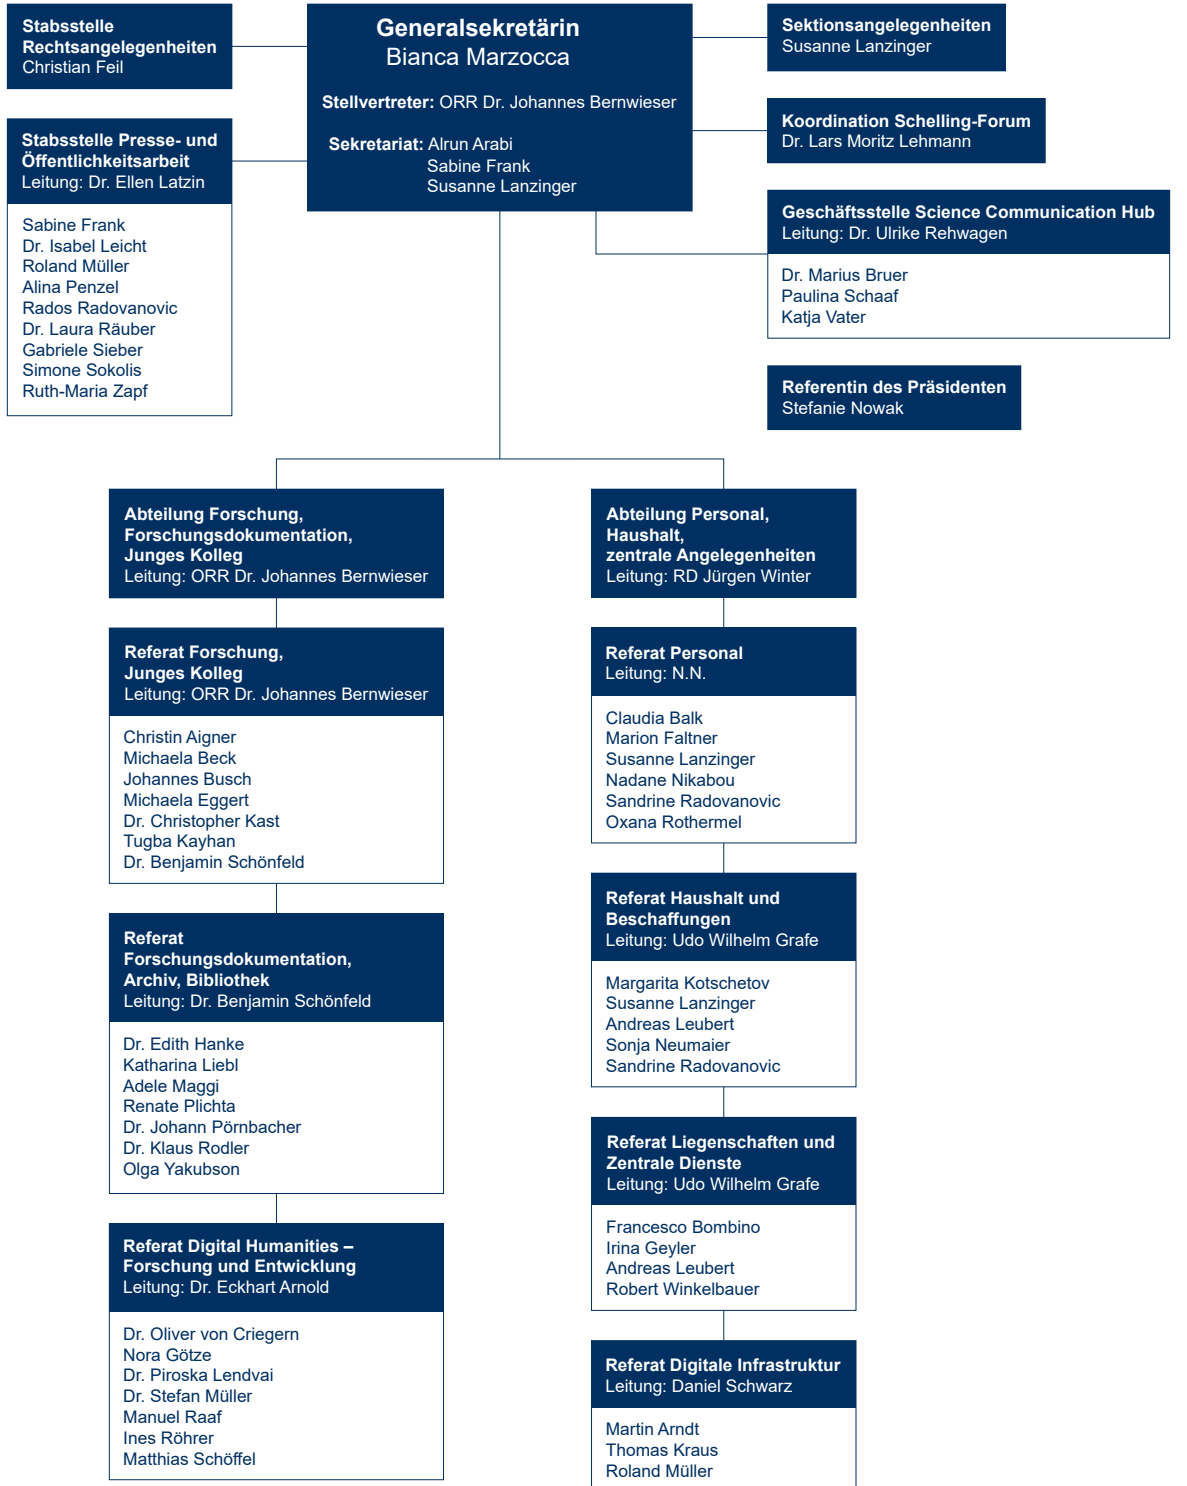 Stabsstelle
Rechtsangelegenheiten
Christian Feil
Generalsekretärin
Bianca Marzocca
Stellvertreter: ORR Dr. Johannes Bernwieser
Sekretariat: Alrun Arabi
Sabine Frank
Susanne Lanzinger
Sektionsangelegenheiten
Susanne Lanzinger
Koordination Schelling-Forum
Dr. Lars Moritz Lehmann
Stabsstelle Presse- und
Öffentlichkeitsarbeit
Leitung: Dr. Ellen Latzin
Sabine Frank
Dr. Isabel Leicht
Roland Müller
Alina Penzel
Rados Radovanovic
Dr. Laura Räuber
Gabriele Sieber
Simone Sokolis
Ruth-Maria Zapf
Geschäftsstelle Science Communication Hub
Leitung: Dr. Ulrike Rehwagen
Dr. Marius Bruer
Paulina Schaaf
Katja Vater
Referentin des Präsidenten
Stefanie Nowak
Abteilung Forschung,
Forschungsdokumentation,
Junges Kolleg
Leitung: ORR Dr. Johannes Bernwieser
Referat Forschung,
Junges Kolleg
Leitung: ORR Dr. Johannes Bernwieser
Christin Aigner
Michaela Beck
Johannes Busch
Michaela Eggert
Dr. Christopher Kast
Tugba Kayhan
Dr. Benjamin Schönfeld
Referat
Forschungsdokumentation,
Archiv, Bibliothek
Leitung: Dr. Benjamin Schönfeld
Dr. Edith Hanke
Katharina Liebl
Adele Maggi
Renate Plichta
Dr. Johann Pörnbacher
Dr. Klaus Rodler
Olga Yakubson
Referat Digital Humanities –
Forschung und Entwicklung
Leitung: Dr. Eckhart Arnold
Dr. Oliver von Criegern
Nora Götze
Dr. Piroska Lendvai
Dr. Stefan Müller
Manuel Raaf
Ines Röhrer
Matthias Schöffel
Abteilung Personal,
Haushalt,
zentrale Angelegenheiten
Leitung: RD Jürgen Winter
Referat Personal
Leitung: N.N.
Claudia Balk
Marion Faltner
Susanne Lanzinger
Nadane Nikabou
Sandrine Radovanovic
Oxana Rothermel
Referat Haushalt und
Beschaffungen
Leitung: Udo Wilhelm Grafe
Margarita Kotschetov
Susanne Lanzinger
Andreas Leubert
Sonja Neumaier
Sandrine Radovanovic
Referat Liegenschaften und
Zentrale Dienste
Leitung: Udo Wilhelm Grafe
Francesco Bombino
Irina Geyler
Andreas Leubert
Robert Winkelbauer
Referat Digitale Infrastruktur
Leitung: Daniel Schwarz
Martin Arndt
Thomas Kraus
Roland Müller